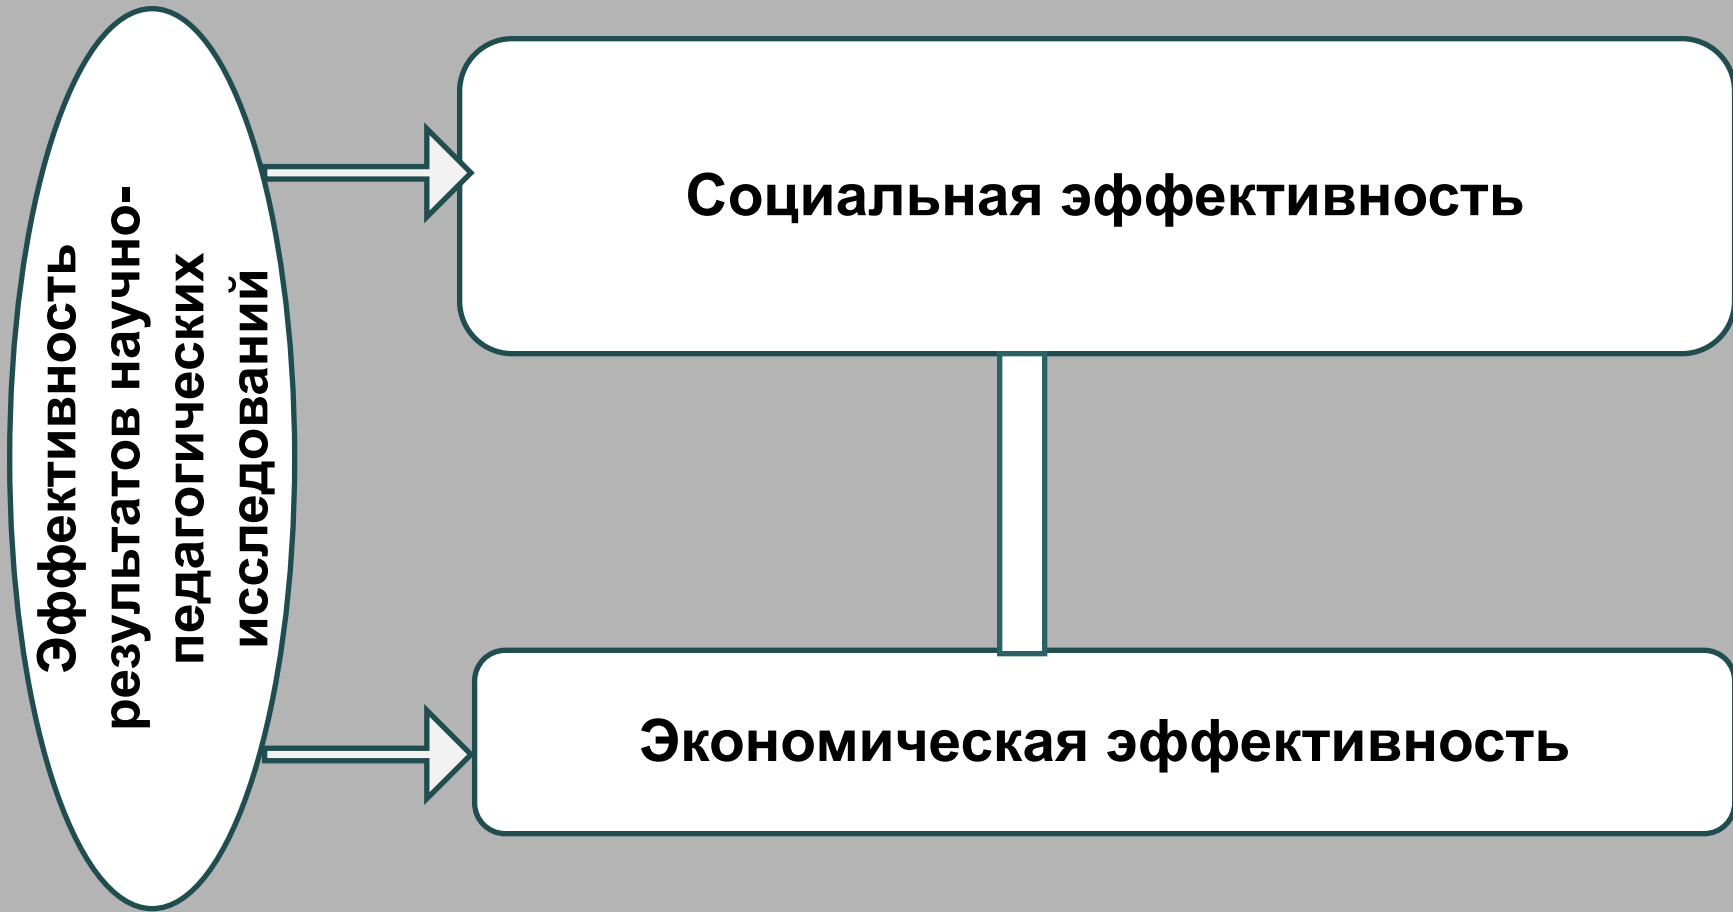 Эффективность
результатов научно-
педагогических
исследований
Социальная эффективность
Экономическая эффективность